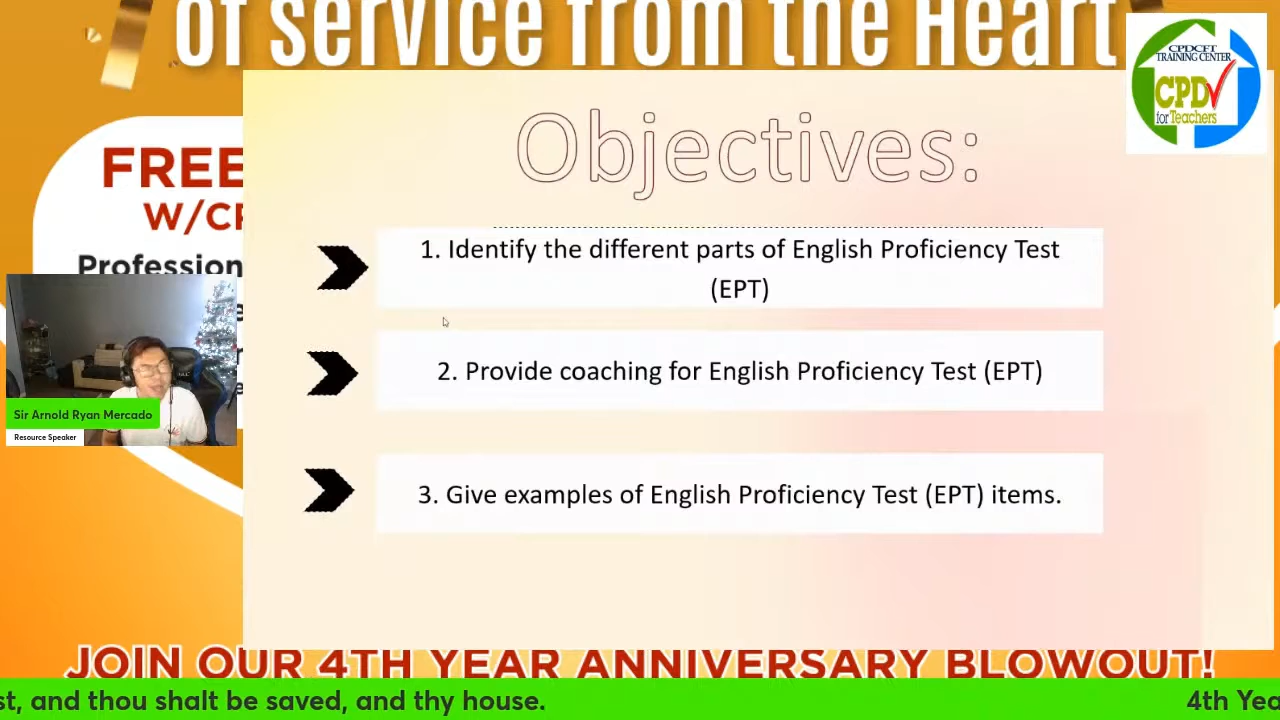 of service from the Heart
CPDCFT
TRAINING CENTER
CPD
for Teachers
Objectives:
FREE
W/CP
Profession
1. Identify the different parts of English Proficiency Test
(EPT)
2. Provide coaching for English Proficiency Test (EPT)
3. Give examples of English Proficiency Test (EPT) items.
Sir Arnold Ryan Mercado
Resource Speaker
JOIN OUR 4TH YEAR ANNIVERSARY BLOWOUT!
st, and thou shalt be saved, and thy house.
4th Yea